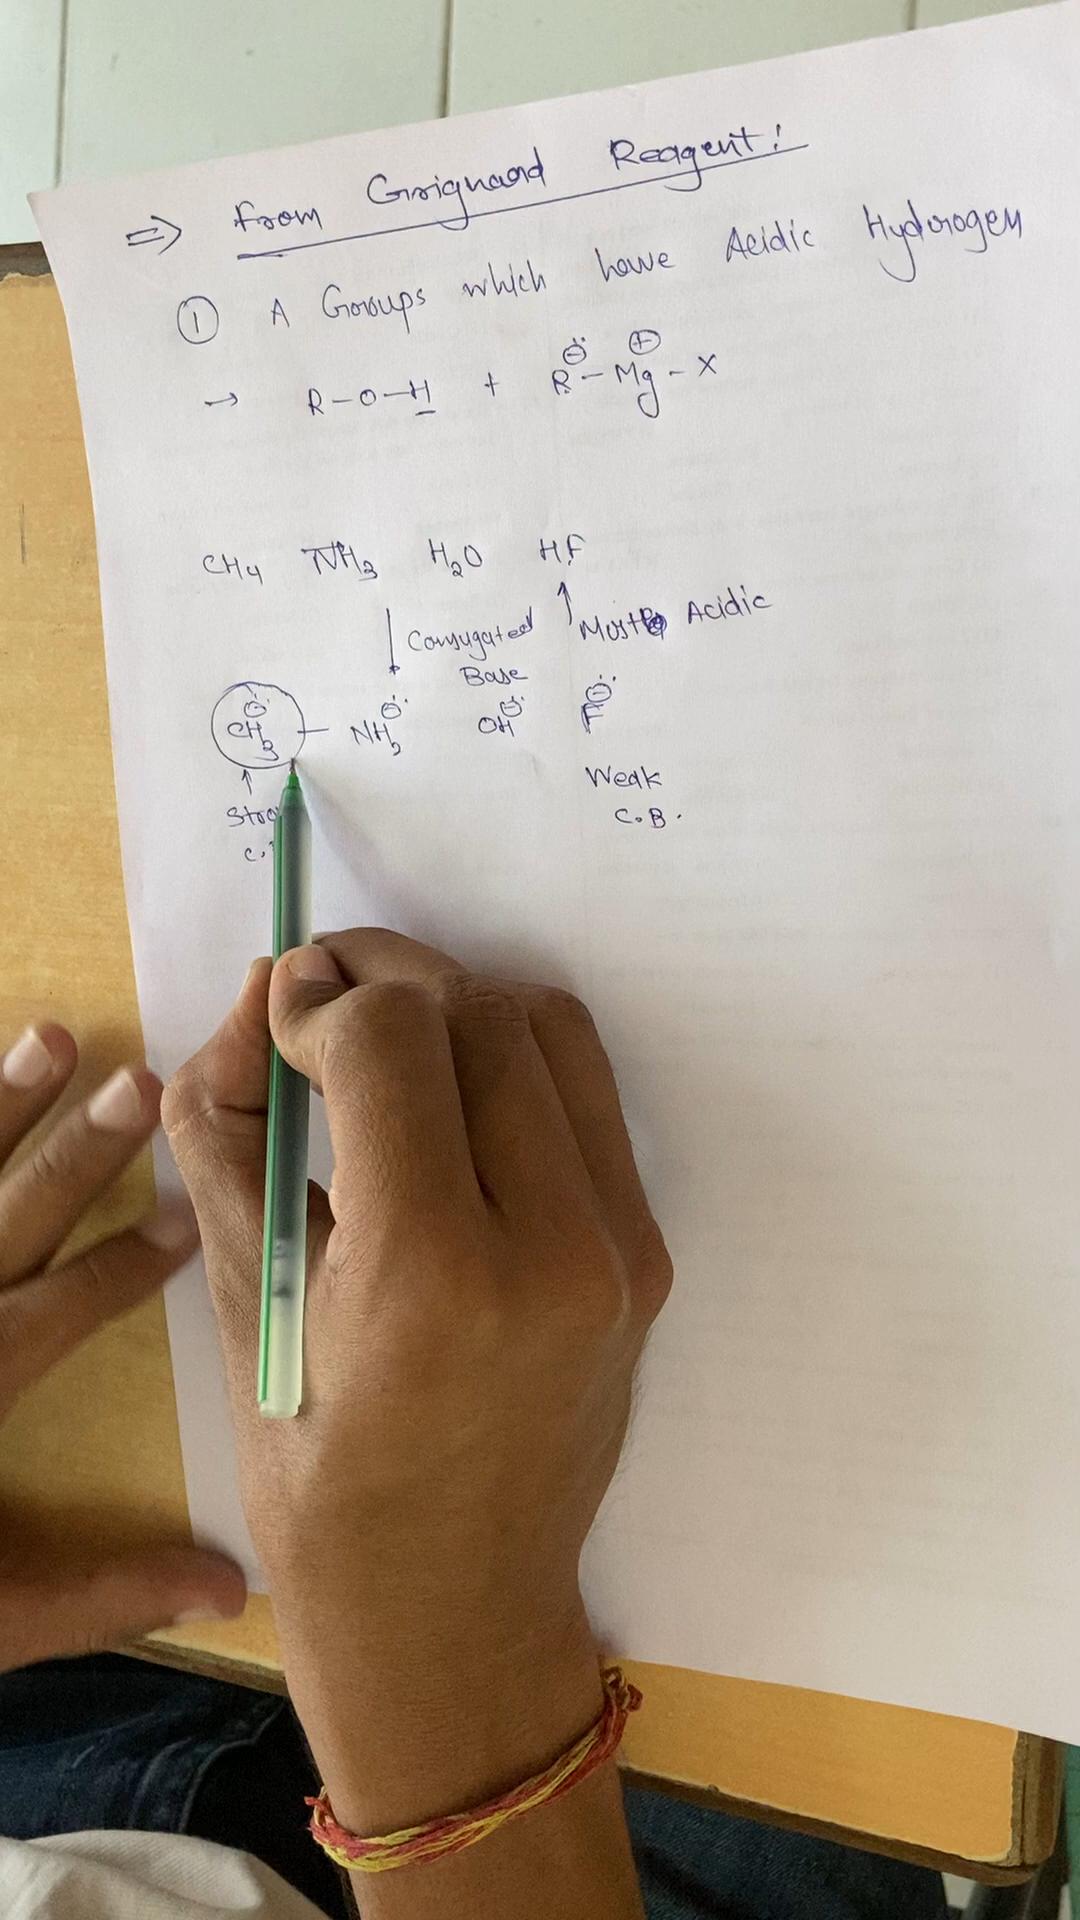 ⇒ From Grignard Reagent:
① A Groups which have Acidic Hydrogen
→ R-O-H + R^⊖-Mg^⊕-X
CH4 NH3 H2O HF
↓ Conjugated ↑ Most Acidic
Base
CH3^⊖ - NH2^⊖ OH^⊖ F^⊖
↑ Weak
C.B.